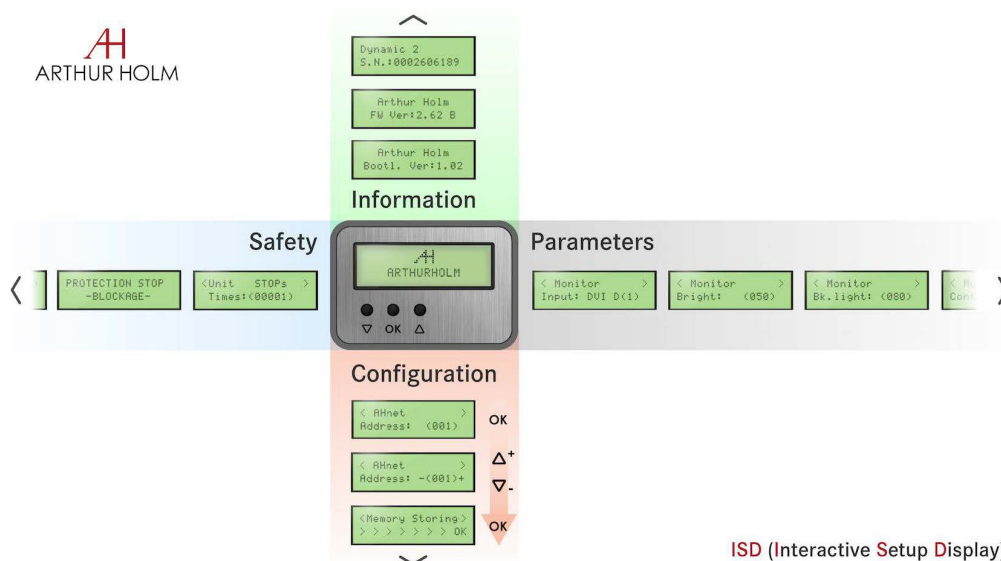 AH
ARTHUR HOLM
Dynamic 2
S.N.:0002606189
Arthur Holm
FW Ver:2.62 B
Arthur Holm
Bootl. Ver:1.02
Information
Safety
PROTECTION STOP
-BLOCKAGE-
<Unit STOPs >
Times:(00001)
AH
ARTHURHOLM
OK
Parameters
< Monitor >
Input: DVI D(1)
< Monitor >
Bright: (050)
< Monitor >
Bk.light: (080)
Configuration
< AHnet >
Address: (001)
OK
< AHnet >
Address: -(001)+
+
-
<Memory Storing>
> > > > > > > OK
OK
ISD (Interactive Setup Display)